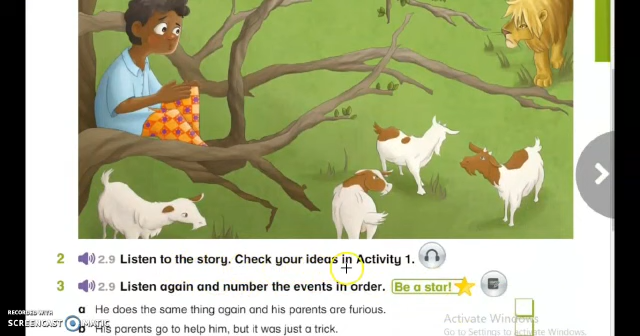 2 2.9 Listen to the story. Check your ideas in Activity 1.
3 2.9 Listen again and number the events in order. Be a star!
a He does the same thing again and his parents are furious.
b His parents go to help him, but it was just a trick.
Activate Windows
Go to Settings to activate Windows.
RECORDED WITH
SCREENCAST MATIC